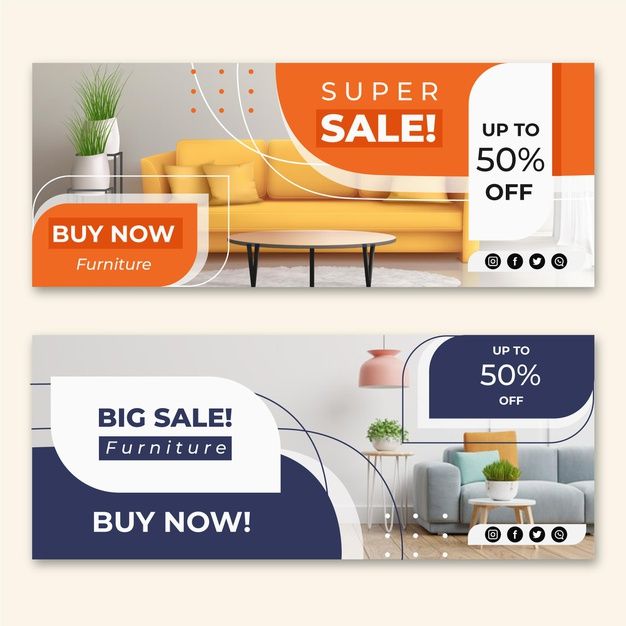 SUPER
SALE!
UP TO
50%
OFF
BUY NOW
Furniture
UP TO
50%
OFF
BIG SALE!
Furniture
BUY NOW!